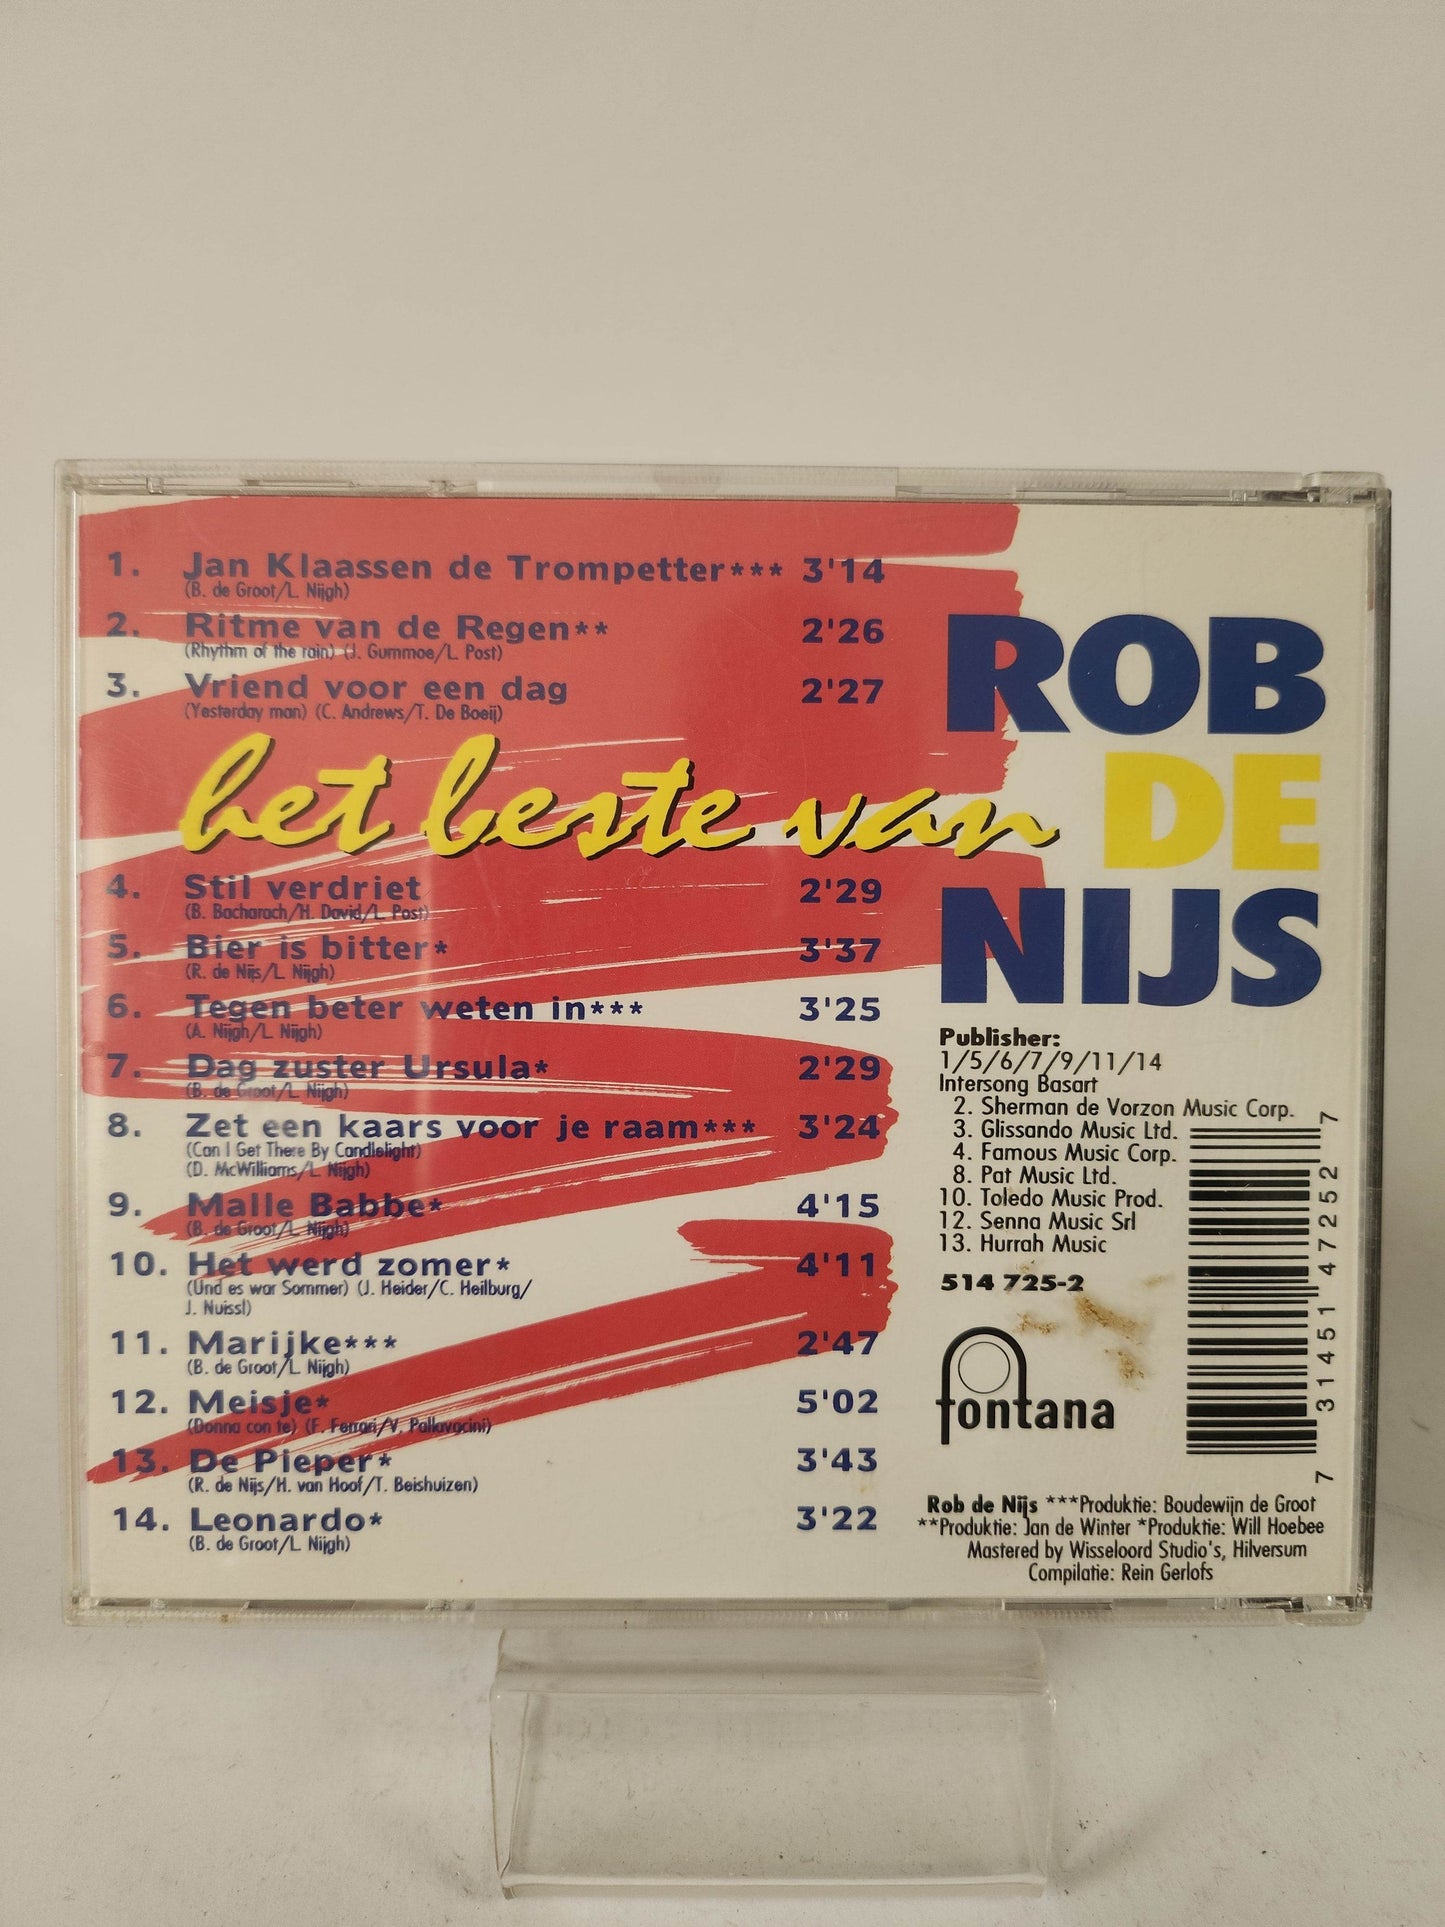 1. Jan Klaassen de Trompetter*** 3'14
(B. de Groot/L. Nijgh)
2. Ritme van de Regen** 2'26
(Rhythm of the rain) (J. Gummoe/L. Post)
3. Vriend voor een dag 2'27
(Yesterday man) (C. Andrews/T. De Boeij)
het beste van
ROB
DE
NIJS
4. Stil verdriet 2'29
(B. Bacharach/H. David/L. Post)
5. Bier is bitter* 3'37
(R. de Nijs/L. Nijgh)
6. Tegen beter weten in*** 3'25
(A. Nijgh/L. Nijgh)
7. Dag zuster Ursula* 2'29
(B. de Groot/L. Nijgh)
8. Zet een kaars voor je raam*** 3'24
(Can I Get There By Candlelight)
(D. McWilliams/L. Nijgh)
9. Malle Babbe* 4'15
(B. de Groot/L. Nijgh)
10. Het werd zomer* 4'11
(Und es war Sommer) (J. Heider/C. Heilburg/
J. Nuissl)
11. Marijke*** 2'47
(B. de Groot/L. Nijgh)
12. Meisje* 5'02
(Donna con te) (F. Ferrari/V. Pallavacini)
13. De Pieper* 3'43
(R. de Nijs/H. van Hoof/T. Beishuizen)
14. Leonardo* 3'22
(B. de Groot/L. Nijgh)
Publisher:
1/5/6/7/9/11/14
Intersong Basart
2. Sherman de Vorzon Music Corp.
3. Glissando Music Ltd.
4. Famous Music Corp.
8. Pat Music Ltd.
10. Toledo Music Prod.
12. Senna Music Srl
13. Hurrah Music
514 725-2
fontana
7 31451 47252 7
Rob de Nijs ***Produktie: Boudewijn de Groot
**Produktie: Jan de Winter *Produktie: Will Hoebee
Mastered by Wisseloord Studio's, Hilversum
Compilatie: Rein Gerlofs